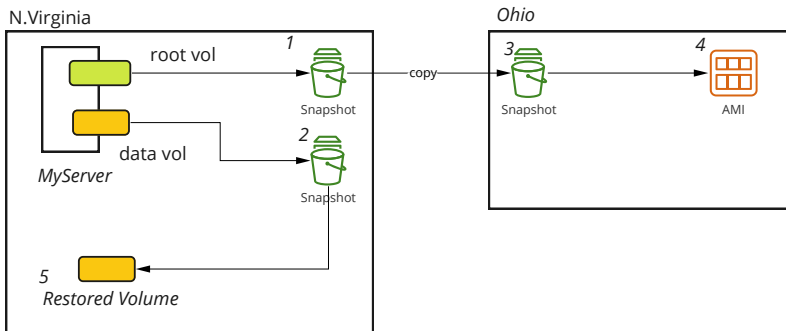 N.Virginia
Ohio
root vol
1
Snapshot
copy
3
Snapshot
4
AMI
data vol
2
Snapshot
MyServer
5
Restored Volume